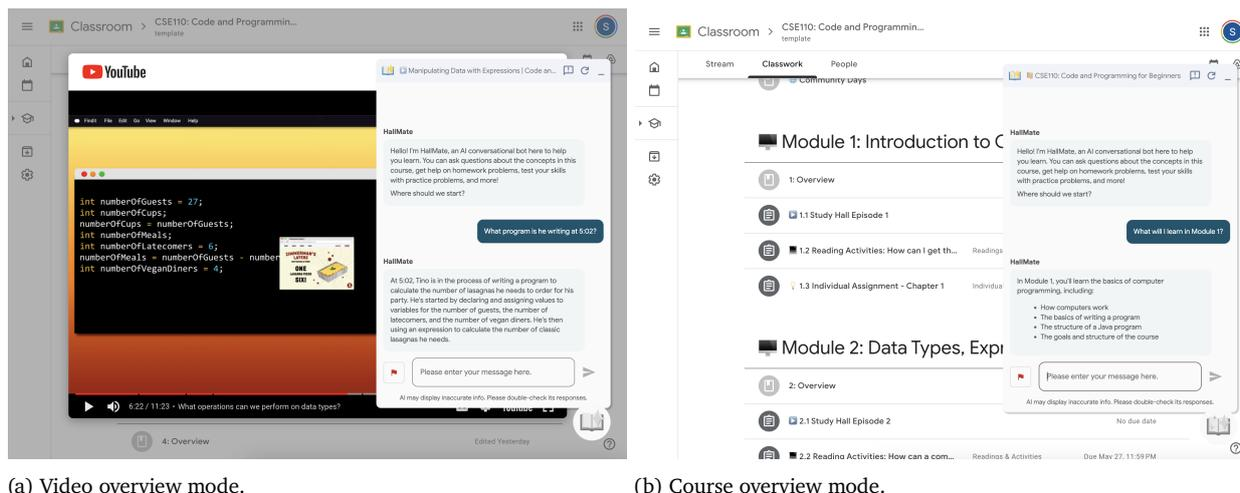 Classroom
CSE110: Code and Programmin...
template
S
YouTube
Manipulating Data with Expressions | Code an...
Findit File Edit Go View Window Help
int numberOfGuests = 27;
int numberOfCups;
numberOfCups = numberOfGuests;
int numberOfMeals;
int numberOfLatecomers = 6;
numberOfMeals = numberOfGuests - number
int numberOfVeganDiners = 4;
ZIMMERMAN'S
LAYERS
ONE
LASAGNA FEEDS
SIX!
HallMate
Hello! I'm HallMate, an AI conversational bot here to help
you learn. You can ask questions about the concepts in this
course, get help on homework problems, test your skills
with practice problems, and more!
Where should we start?
What program is he writing at 5:02?
HallMate
At 5:02, Tino is in the process of writing a program to
calculate the number of lasagnas he needs to order for his
party. He's started by declaring and assigning values to
variables for the number of guests, the number of
latecomers, and the number of vegan diners. He's then
using an expression to calculate the number of classic
lasagnas he needs.
Please enter your message here.
AI may display inaccurate info. Please double-check its responses.
6:22 / 11:23 • What operations can we perform on data types?
YouTube
4: Overview
Edited Yesterday
(a) Video overview mode.
Classroom
CSE110: Code and Programmin...
template
S
Stream Classwork People
Community Days
Module 1: Introduction to C
1: Overview
1.1 Study Hall Episode 1
1.2 Reading Activities: How can I get th... Readings
1.3 Individual Assignment - Chapter 1 Individua
Module 2: Data Types, Expr
2: Overview
2.1 Study Hall Episode 2 No due date
2.2 Reading Activities: How can a com... Readings & Activities Due May 27, 11:59 PM
CSE110: Code and Programming for Beginners
HallMate
Hello! I'm HallMate, an AI conversational bot here to help
you learn. You can ask questions about the concepts in this
course, get help on homework problems, test your skills
with practice problems, and more!
Where should we start?
What will I learn in Module 1?
HallMate
In Module 1, you'll learn the basics of computer
programming, including:
• How computers work
• The basics of writing a program
• The structure of a Java program
• The goals and structure of the course
Please enter your message here.
AI may display inaccurate info. Please double-check its responses.
(b) Course overview mode.